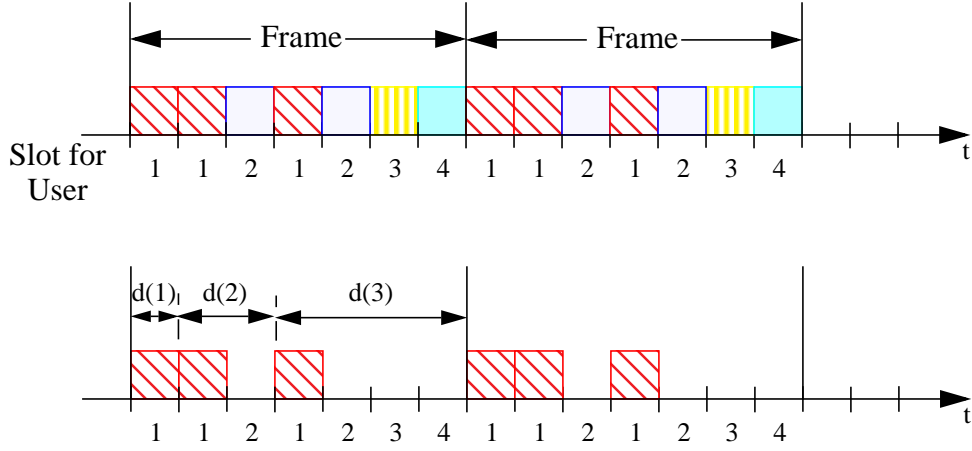 Frame Frame
Slot for
User
1 1 2 1 2 3 4 1 1 2 1 2 3 4
t
d(1) d(2) d(3)
1 1 2 1 2 3 4 1 1 2 1 2 3 4
t